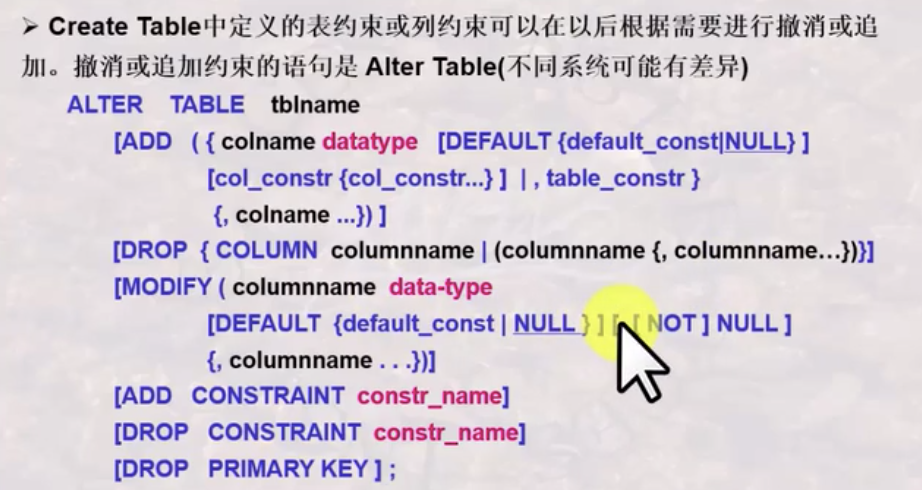 ➢ Create Table中定义的表约束或列约束可以在以后根据需要进行撤消或追
加。撤消或追加约束的语句是 Alter Table(不同系统可能有差异)
ALTER TABLE tblname
[ADD ( { colname datatype [DEFAULT {default_const|NULL} ]
[col_constr {col_constr...} ] | , table_constr }
{, colname ...}) ]
[DROP { COLUMN columnname | (columnname {, columnname…})}]
[MODIFY ( columnname data-type
[DEFAULT {default_const | NULL } ] [ [ NOT ] NULL ]
{, columnname . . .})]
[ADD CONSTRAINT constr_name]
[DROP CONSTRAINT constr_name]
[DROP PRIMARY KEY ] ;